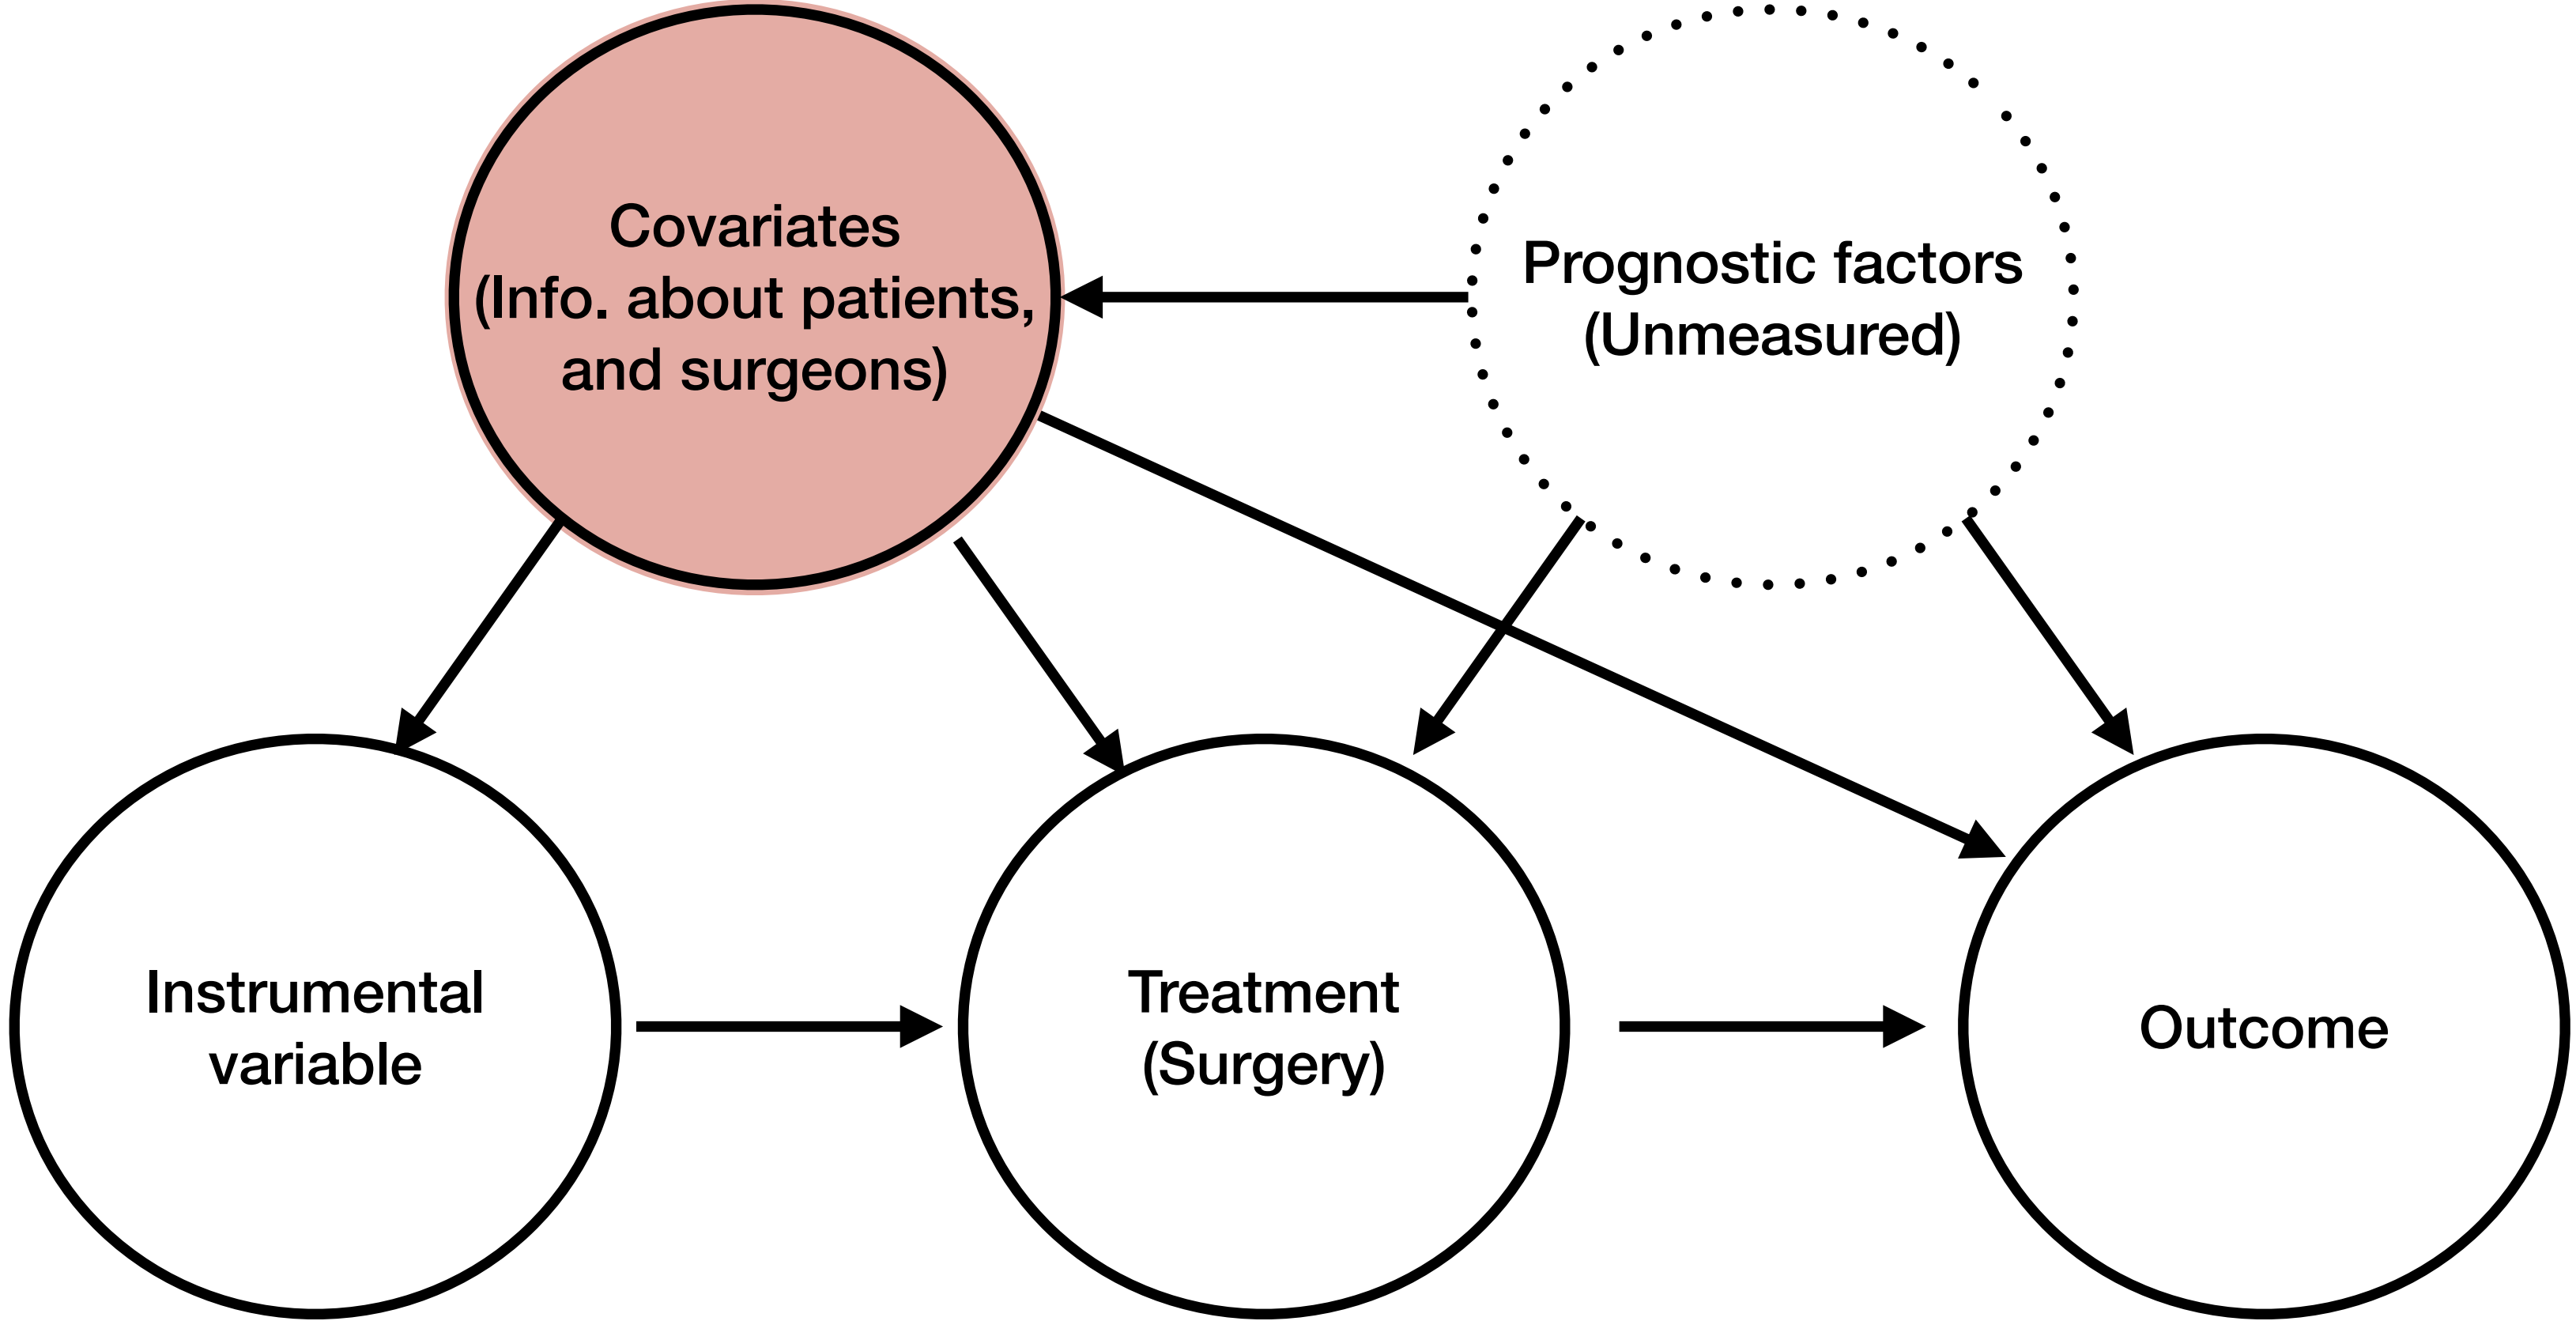 Covariates
(Info. about patients,
and surgeons)
Prognostic factors
(Unmeasured)
Instrumental
variable
Treatment
(Surgery)
Outcome